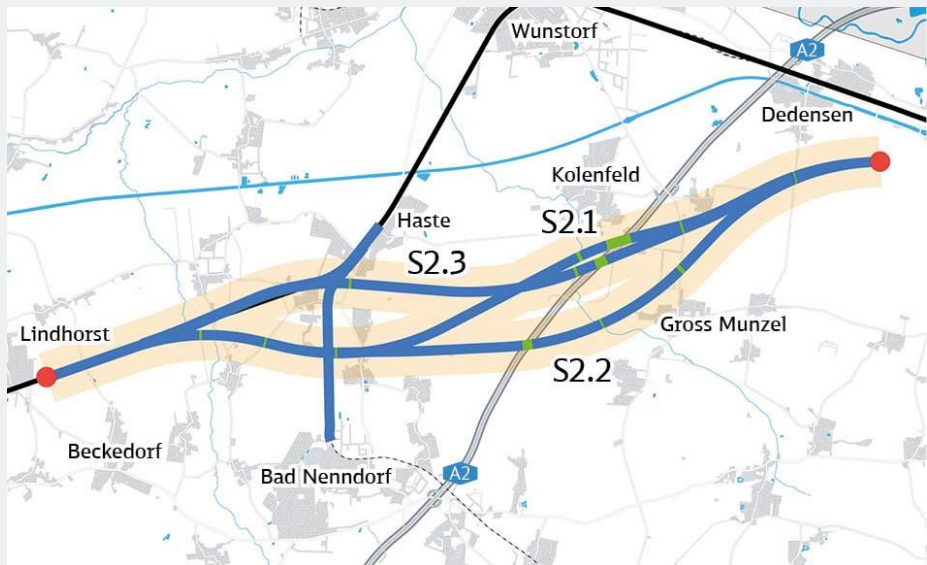 Wunstorf
A2
Dedensen
Kolenfeld
Haste
S2.1
S2.3
Lindhorst
Gross Munzel
S2.2
Beckedorf
Bad Nenndorf
A2